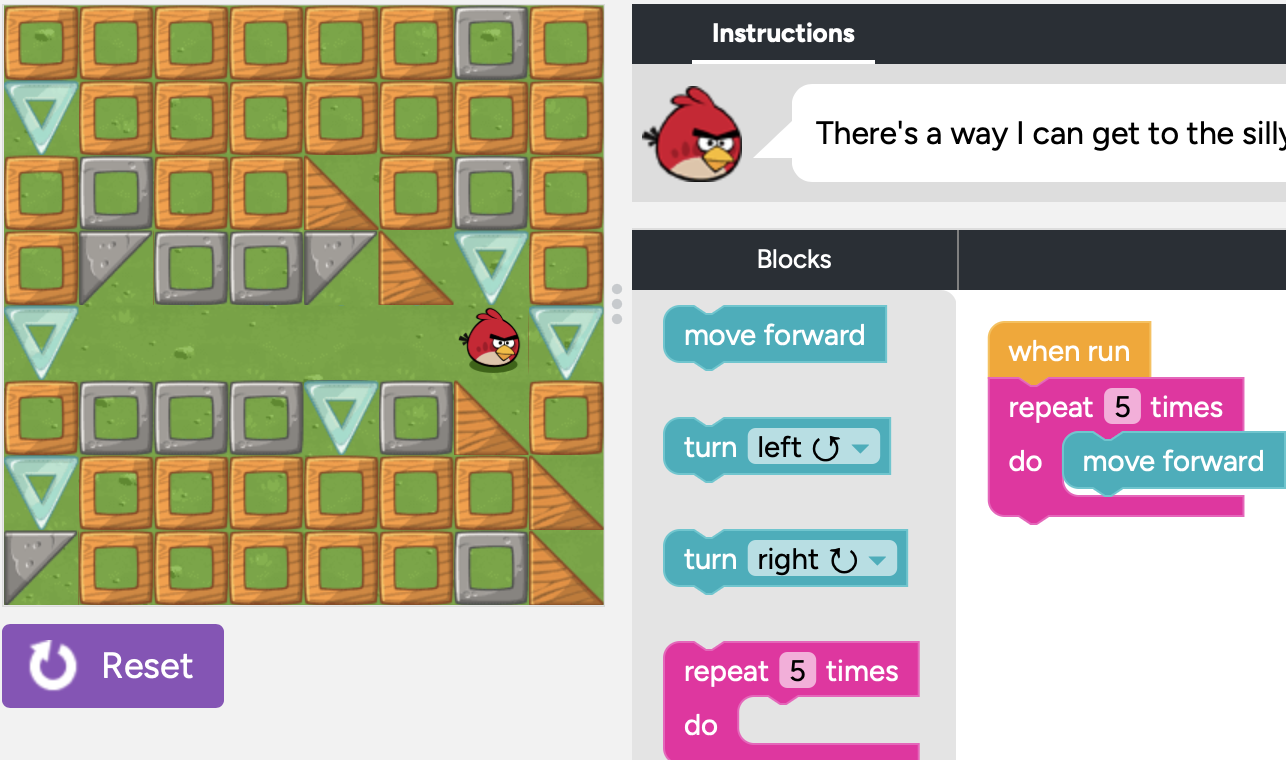 Instructions
There's a way I can get to the silly
Blocks
move forward
turn left
turn right
repeat 5 times
do
when run
repeat 5 times
do move forward
Reset